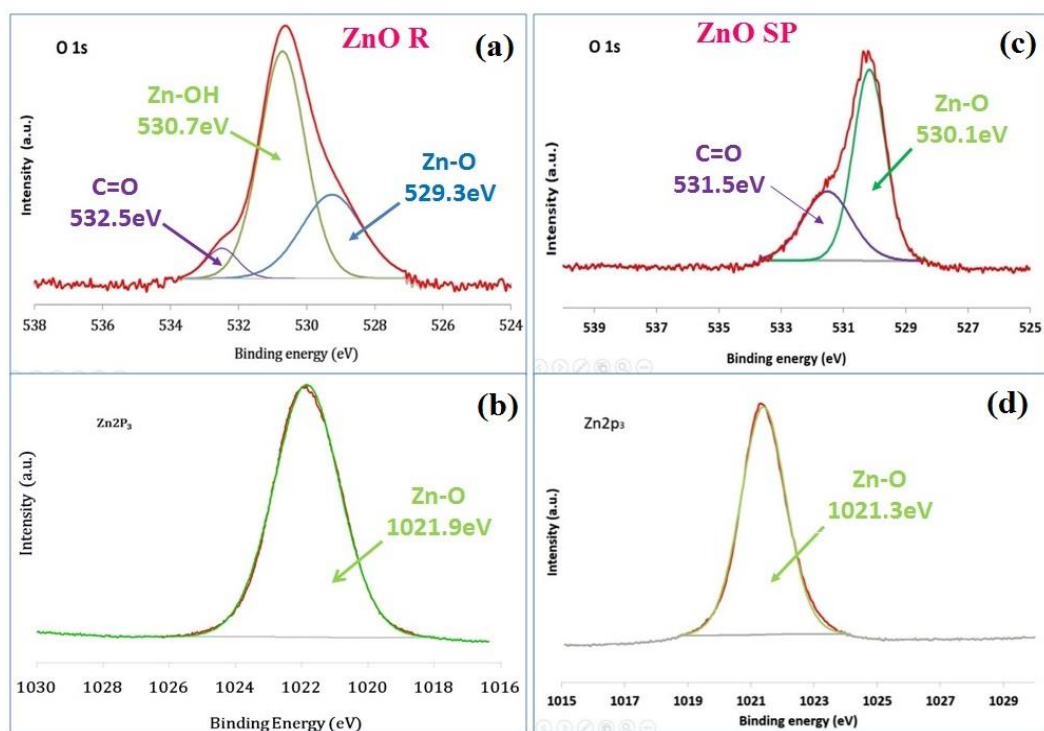 O 1s
ZnO R
(a)
Zn-OH
530.7eV
Zn-O
529.3eV
C=O
532.5eV
Intensity (a.u.)
538 536 534 532 530 528 526 524
Binding energy (eV)
O 1s
ZnO SP
(c)
Zn-O
530.1eV
C=O
531.5eV
Intensity (a.u.)
539 537 535 533 531 529 527 525
Binding energy (eV)
Zn2P₃
(b)
Zn-O
1021.9eV
Intensity (a.u.)
1030 1028 1026 1024 1022 1020 1018 1016
Binding Energy (eV)
Zn2p₃
(d)
Zn-O
1021.3eV
Intensity (a.u.)
1015 1017 1019 1021 1023 1025 1027 1029
Binding energy (eV)